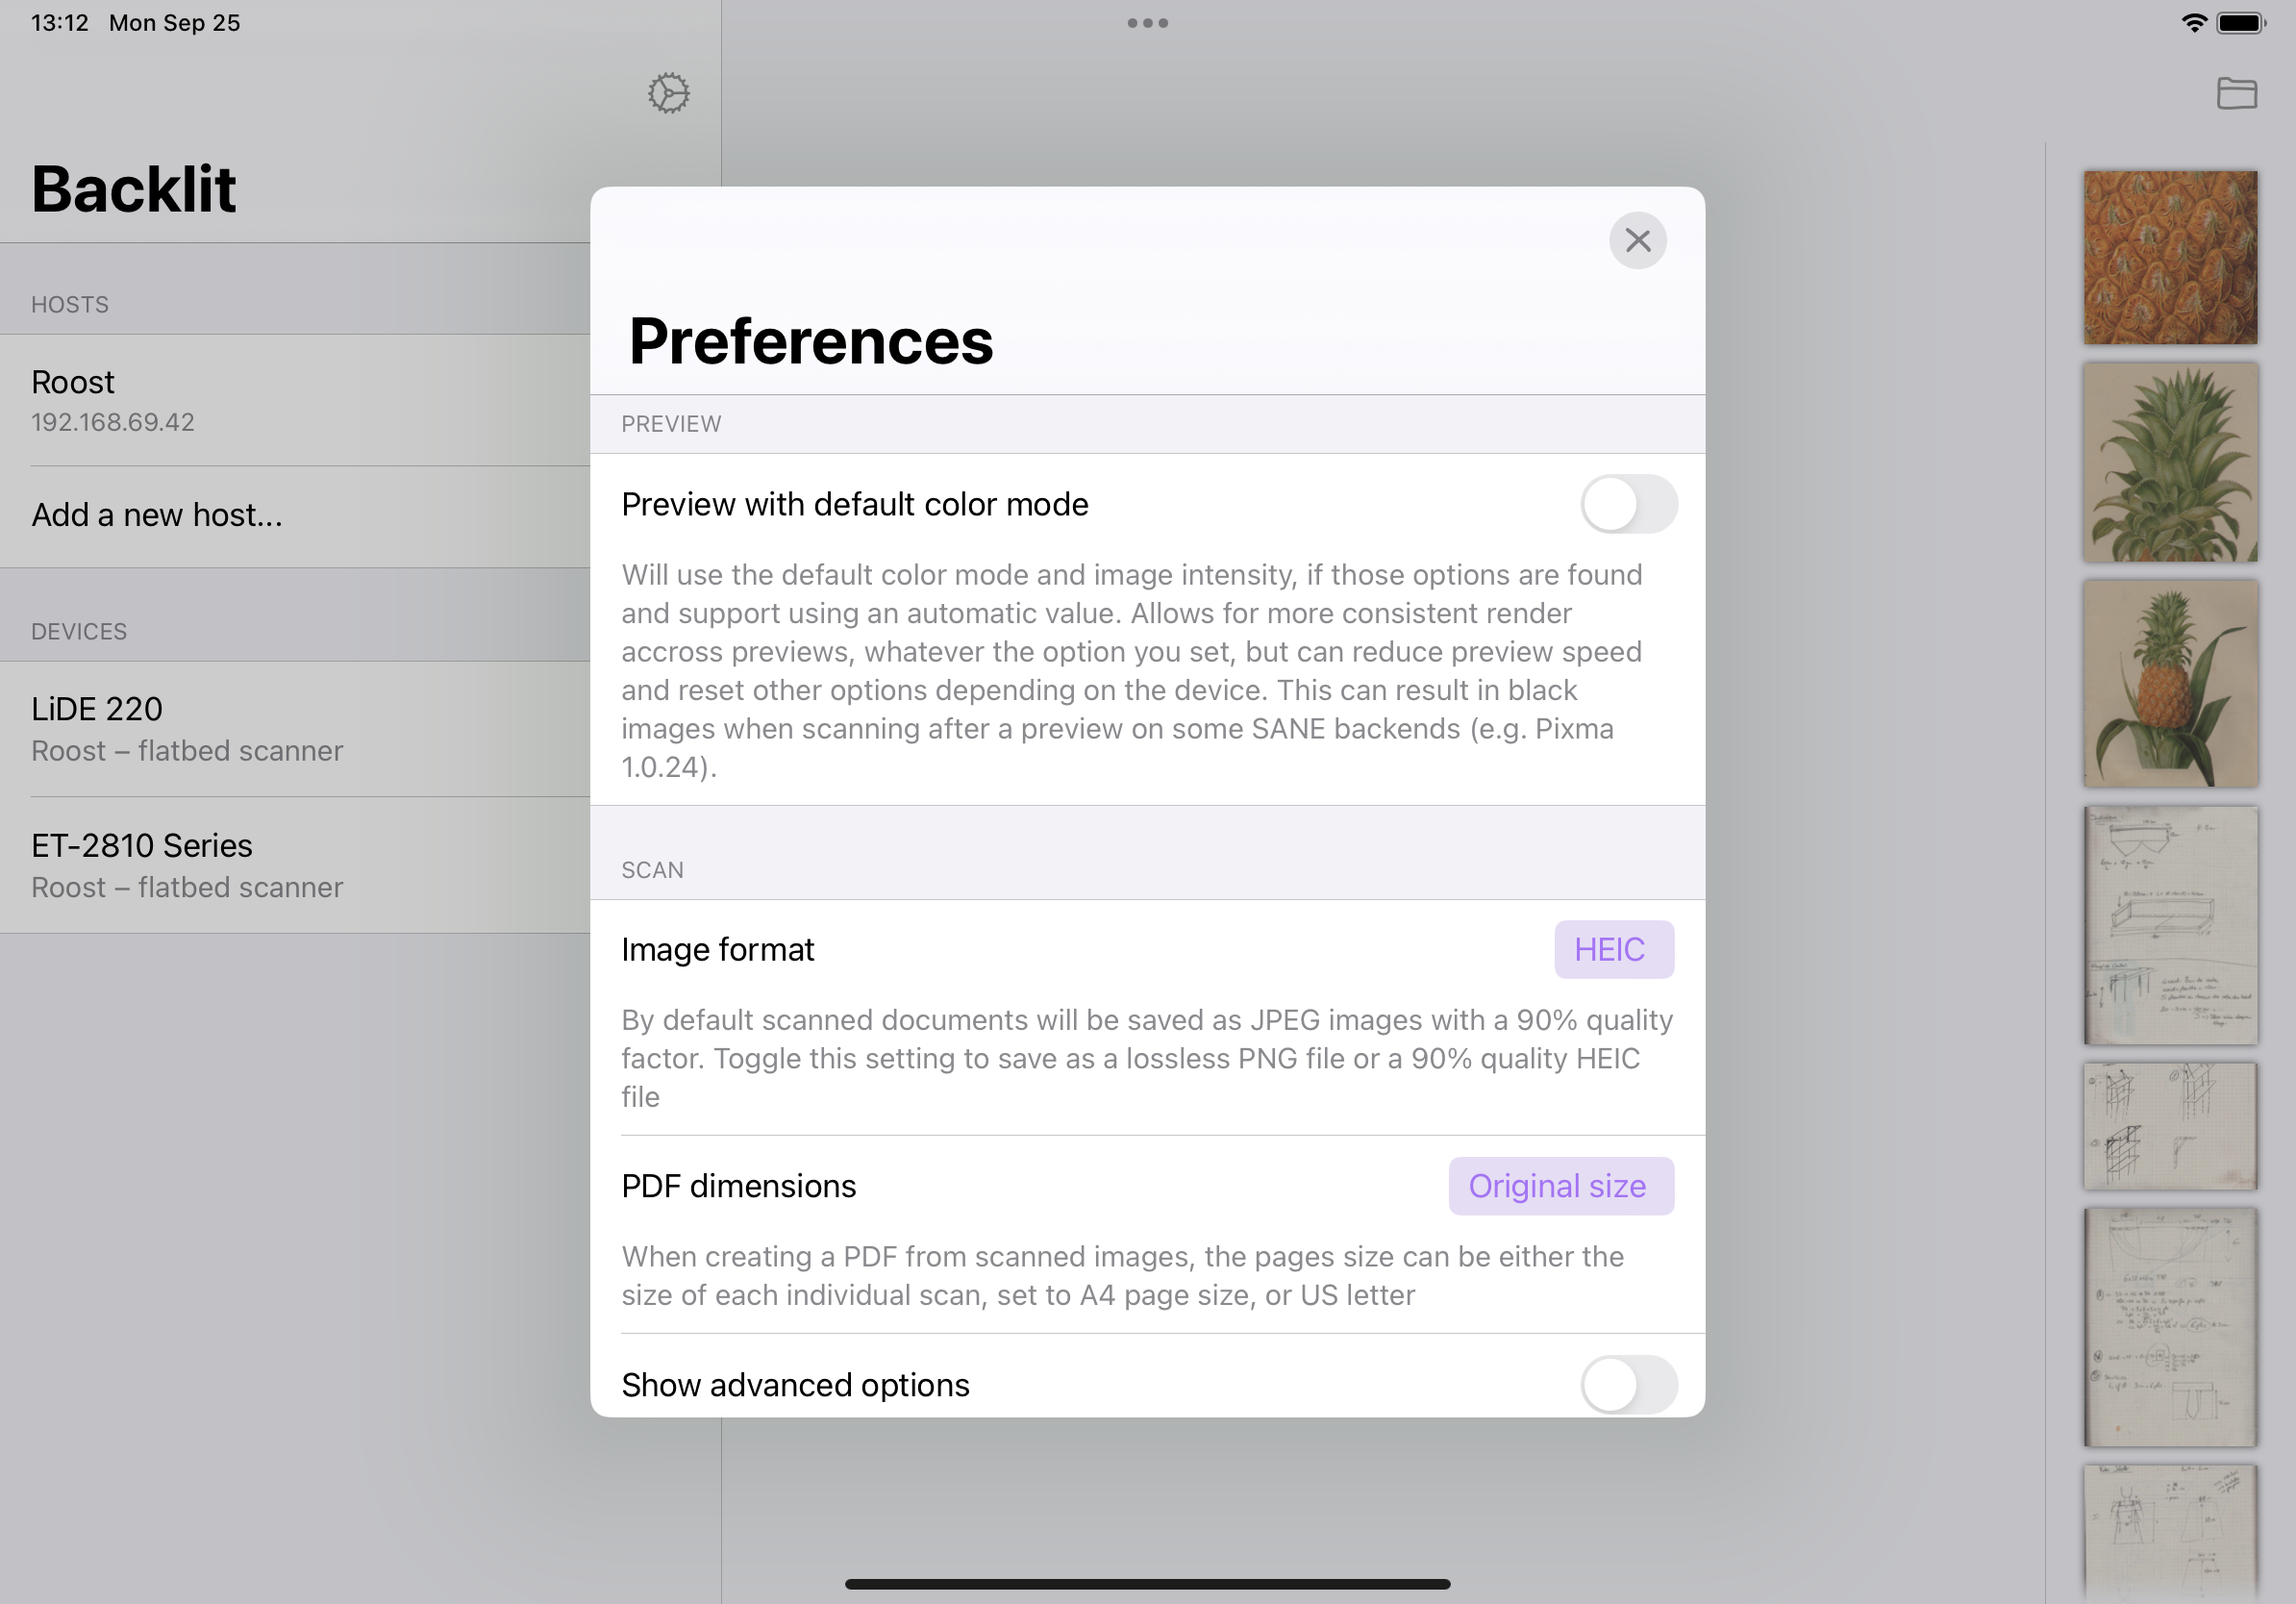 13:12 Mon Sep 25
Backlit
HOSTS
Roost
192.168.69.42
Add a new host...
DEVICES
LiDE 220
Roost – flatbed scanner
ET-2810 Series
Roost – flatbed scanner
Preferences
PREVIEW
Preview with default color mode
Will use the default color mode and image intensity, if those options are found
and support using an automatic value. Allows for more consistent render
accross previews, whatever the option you set, but can reduce preview speed
and reset other options depending on the device. This can result in black
images when scanning after a preview on some SANE backends (e.g. Pixma
1.0.24).
SCAN
Image format
HEIC
By default scanned documents will be saved as JPEG images with a 90% quality
factor. Toggle this setting to save as a lossless PNG file or a 90% quality HEIC
file
PDF dimensions
Original size
When creating a PDF from scanned images, the pages size can be either the
size of each individual scan, set to A4 page size, or US letter
Show advanced options